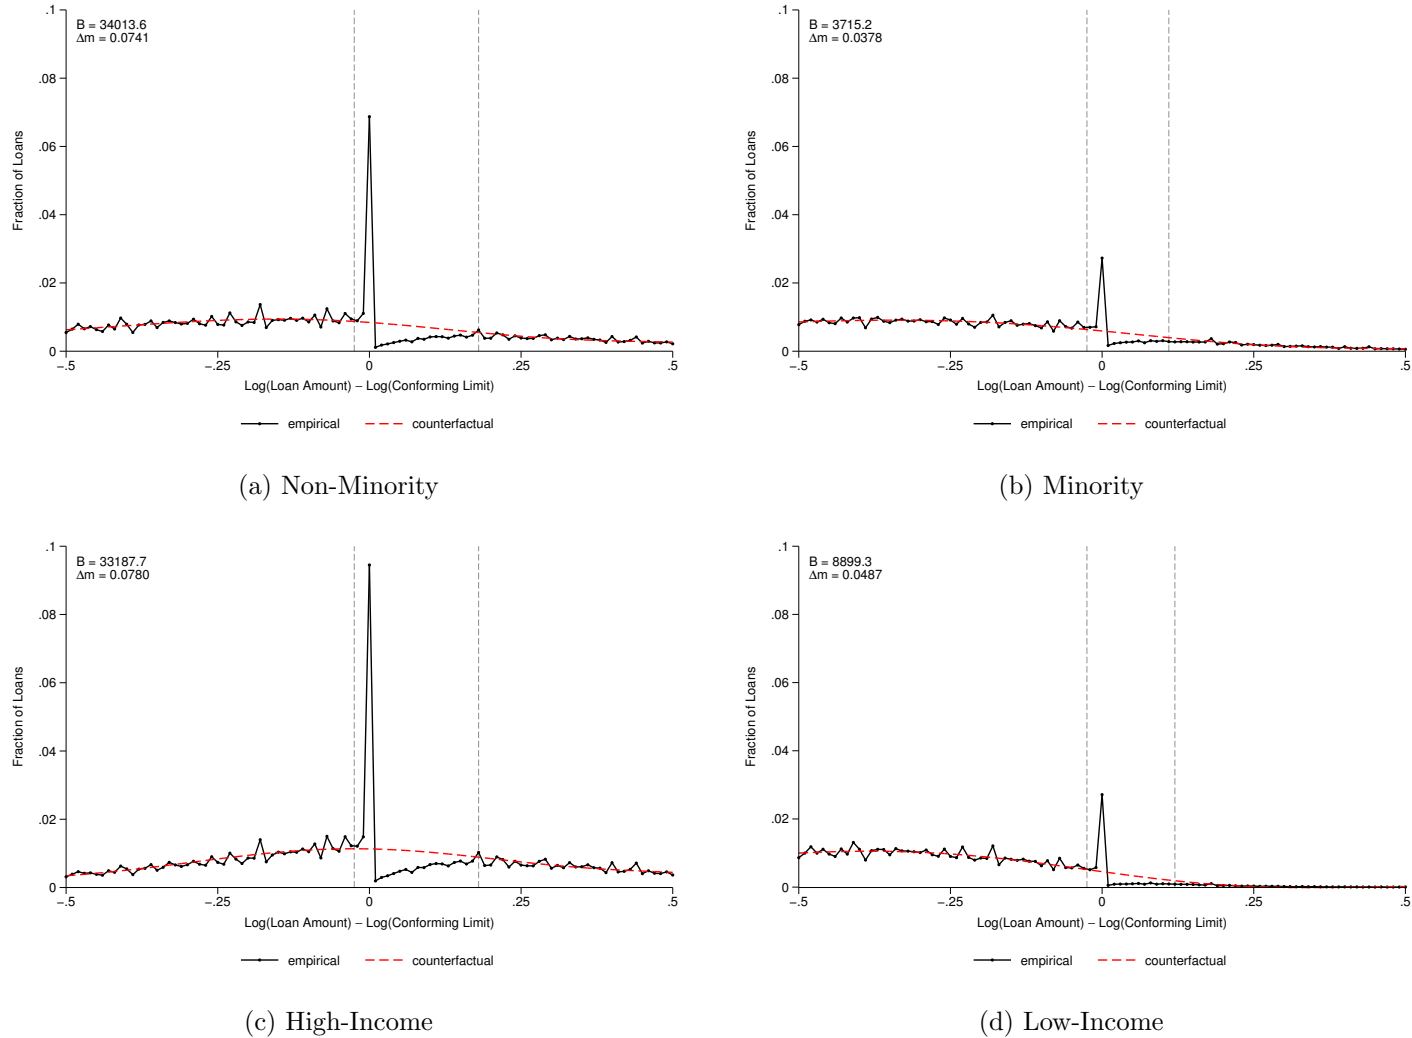 B = 34013.6
Δm = 0.0741
.1
.08
.06
.04
.02
0
Fraction of Loans
−.5
−.25
0
.25
.5
Log(Loan Amount) − Log(Conforming Limit)
empirical
counterfactual
(a) Non-Minority
B = 3715.2
Δm = 0.0378
.1
.08
.06
.04
.02
0
Fraction of Loans
−.5
−.25
0
.25
.5
Log(Loan Amount) − Log(Conforming Limit)
empirical
counterfactual
(b) Minority
B = 33187.7
Δm = 0.0780
.1
.08
.06
.04
.02
0
Fraction of Loans
−.5
−.25
0
.25
.5
Log(Loan Amount) − Log(Conforming Limit)
empirical
counterfactual
(c) High-Income
B = 8899.3
Δm = 0.0487
.1
.08
.06
.04
.02
0
Fraction of Loans
−.5
−.25
0
.25
.5
Log(Loan Amount) − Log(Conforming Limit)
empirical
counterfactual
(d) Low-Income